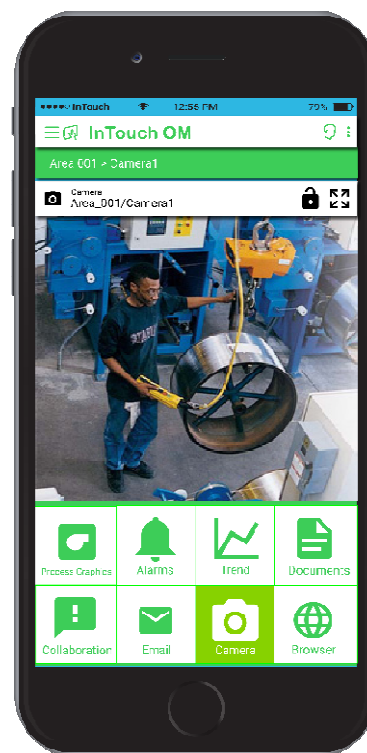 InTouch 12:55 PM 79%
InTouch OM
Area 001 > Camera1
Camera
Area_001/Camera1
Process Graphics Alarms Trend Documents
Collaboration Email Camera Browser